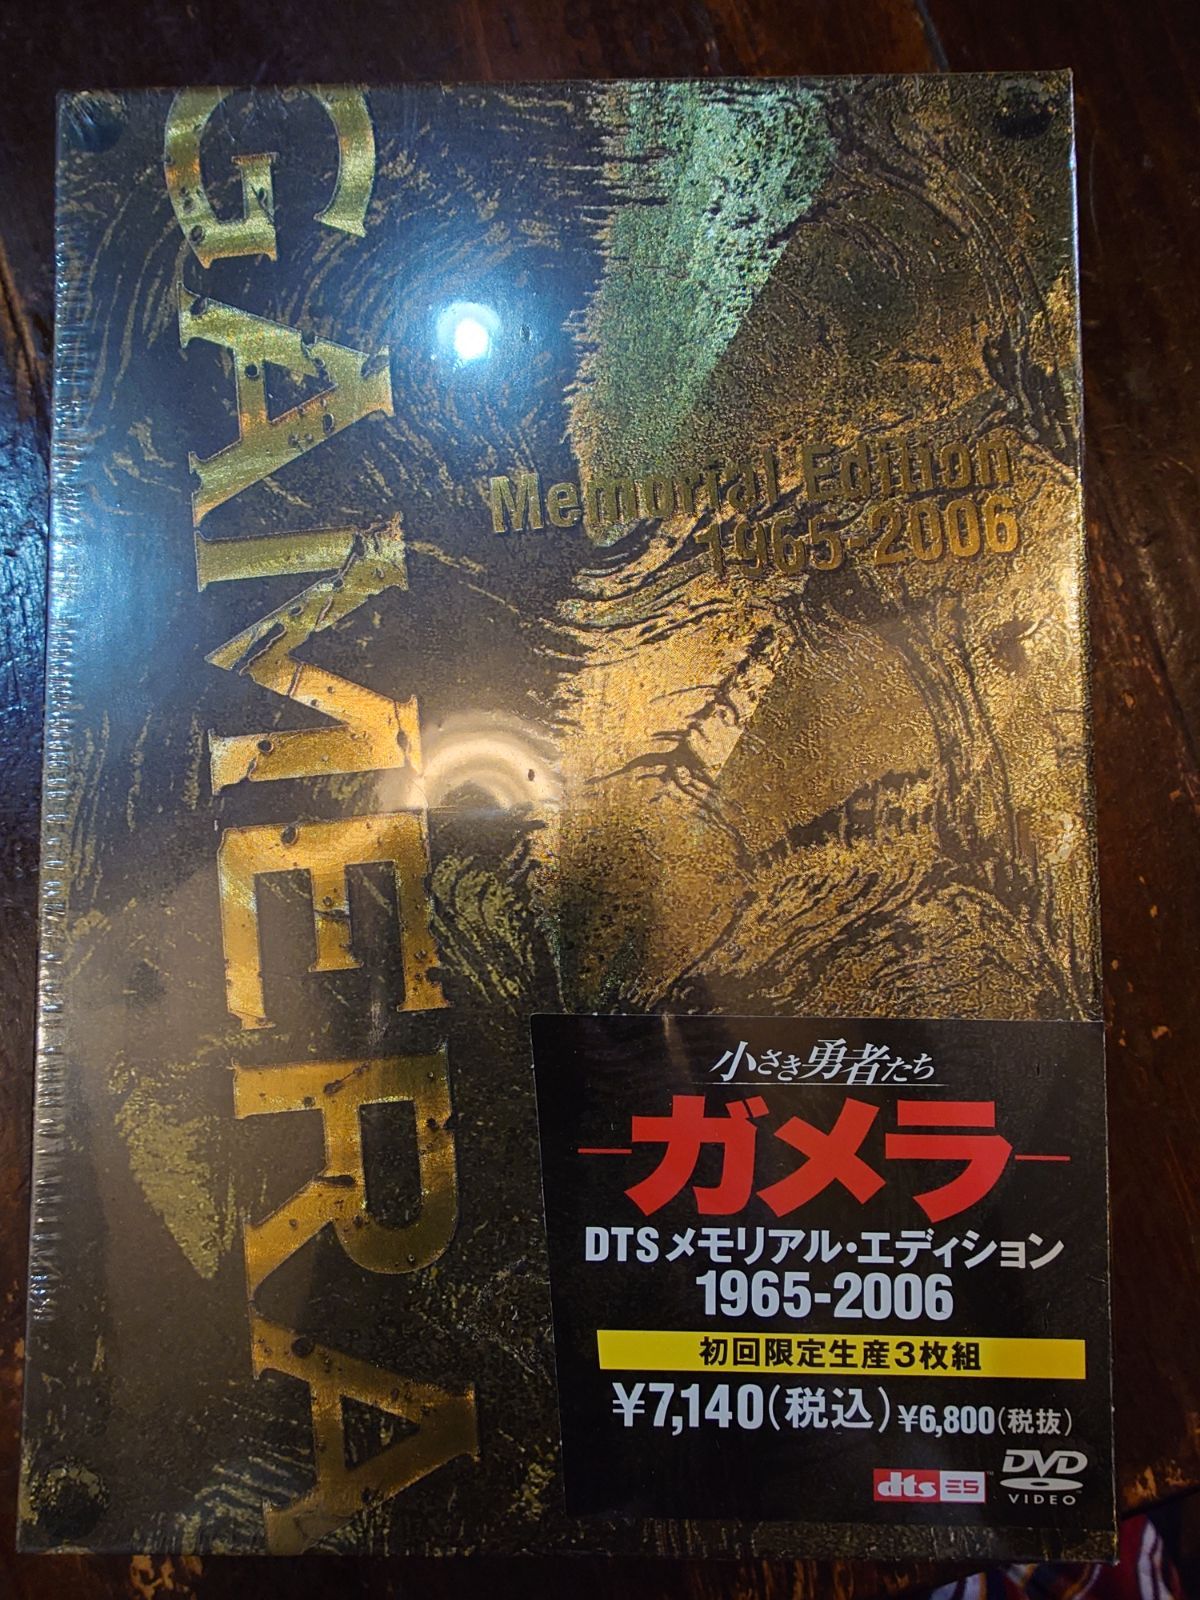 GAMERA
Memorial Edition
1965-2006
小さき勇者たち
ガメラ
DTSメモリアル・エディション
1965-2006
初回限定生産3枚組
¥7,140(税込) ¥6,800(税抜)
dts ES
DVD
VIDEO